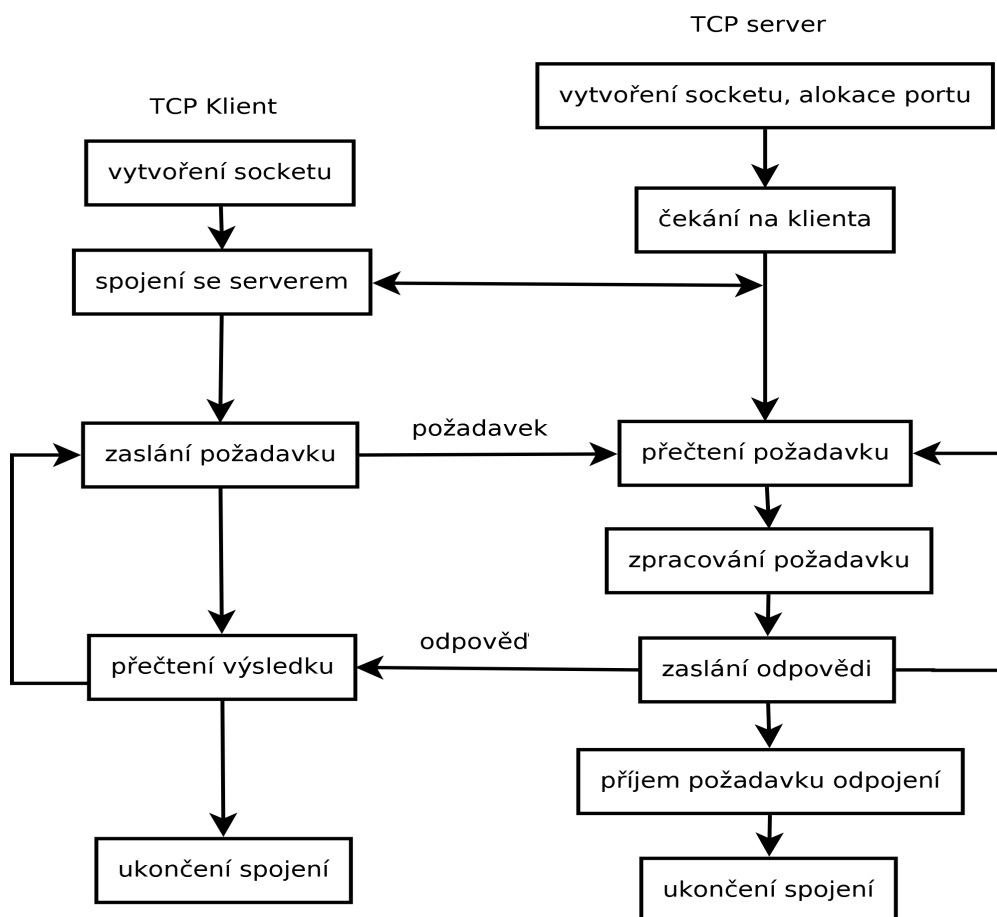 TCP server
vytvoření socketu, alokace portu
TCP Klient
vytvoření socketu
čekání na klienta
spojení se serverem
požadavek
zaslání požadavku
přečtení požadavku
zpracování požadavku
odpověď
přečtení výsledku
zaslání odpovědi
příjem požadavku odpojení
ukončení spojení
ukončení spojení